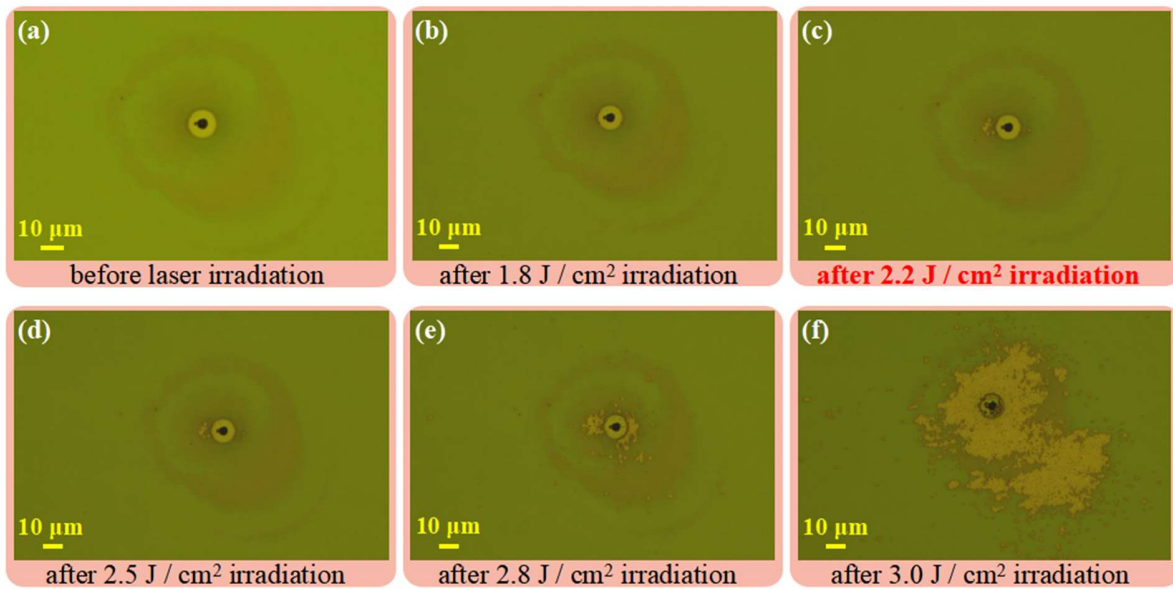 (a)
10 μm
before laser irradiation
(b)
10 μm
after 1.8 J / cm² irradiation
(c)
10 μm
after 2.2 J / cm² irradiation
(d)
10 μm
after 2.5 J / cm² irradiation
(e)
10 μm
after 2.8 J / cm² irradiation
(f)
10 μm
after 3.0 J / cm² irradiation